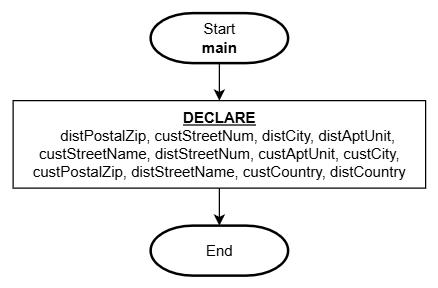 Start
main
DECLARE
distPostalZip, custStreetNum, distCity, distAptUnit,
custStreetName, distStreetNum, custAptUnit, custCity,
custPostalZip, distStreetName, custCountry, distCountry
End